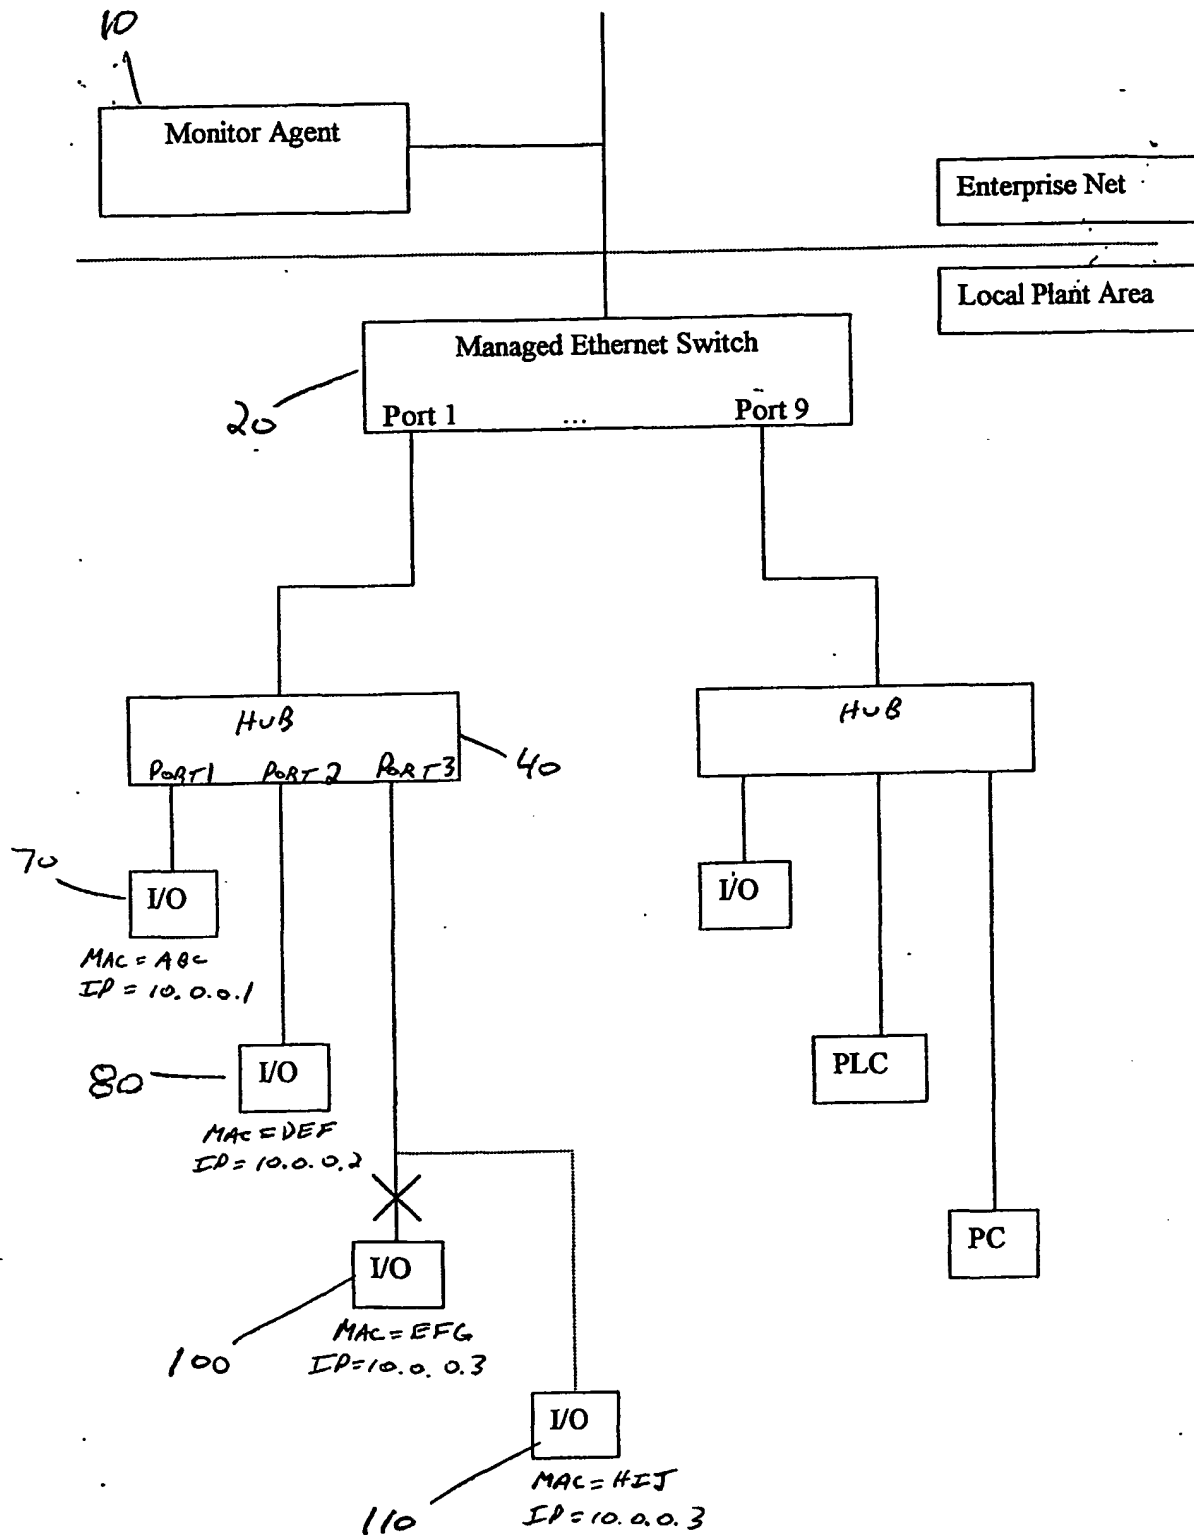 10
Monitor Agent
Enterprise Net
Local Plant Area
Managed Ethernet Switch
20
Port 1 ... Port 9
HUB
PORT1 PORT 2 PORT3
40
HUB
70
I/O
MAC = ABC
IP = 10.0.0.1
I/O
80
I/O
MAC = DEF
IP = 10.0.0.2
PLC
I/O
100
MAC = EFG
IP = 10.0.0.3
PC
I/O
110
MAC = HIJ
IP = 10.0.0.3